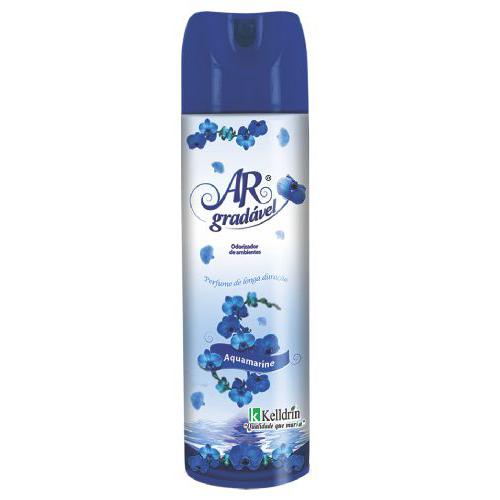 AR®
gradável
Odorizador
de ambientes
Perfume de longa duração
Aquamarine
K Kelldrin
"Qualidade que marca"